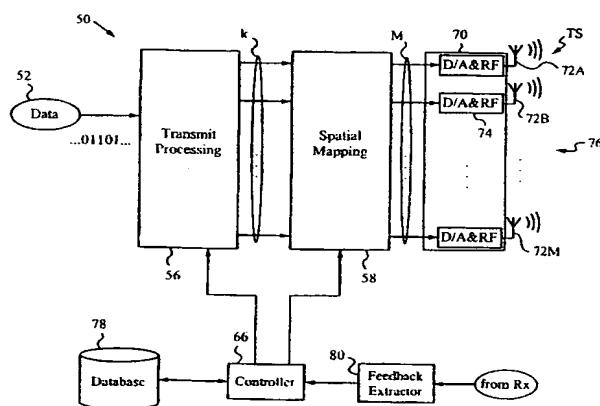 50
k
M
70
TS
52
D/A&RF
72A
Data
D/A&RF
72B
...01101...
Transmit
Processing
Spatial
Mapping
74
76
D/A&RF
72M
56
58
78
66
80
Database
Controller
Feedback
Extractor
from Rx